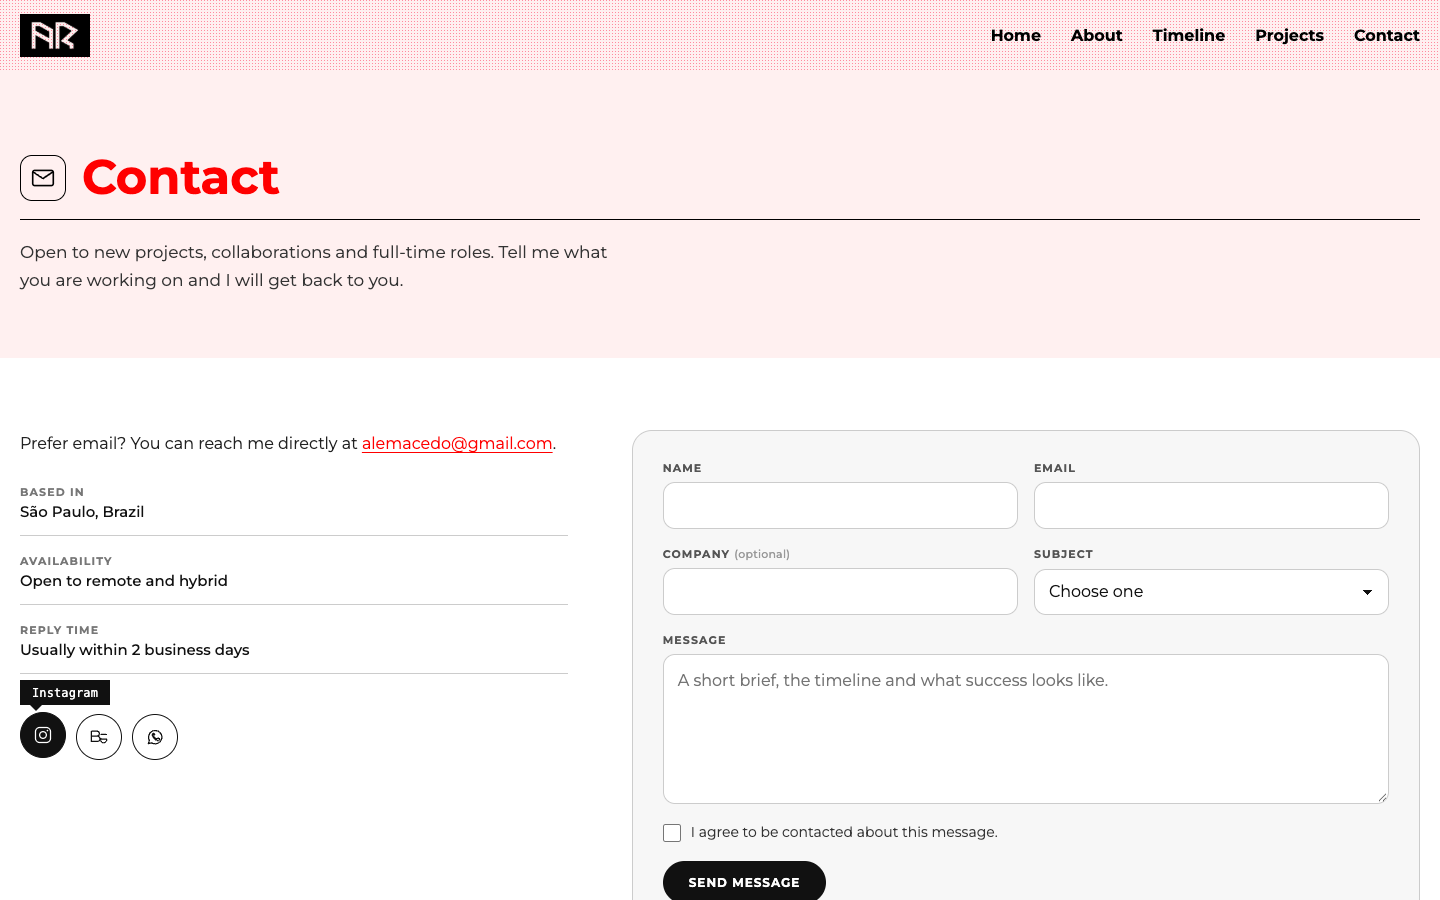 AR
Home
About
Timeline
Projects
Contact
Contact
Open to new projects, collaborations and full-time roles. Tell me what
you are working on and I will get back to you.
Prefer email? You can reach me directly at alemacedo@gmail.com.
BASED IN
São Paulo, Brazil
AVAILABILITY
Open to remote and hybrid
REPLY TIME
Usually within 2 business days
Instagram
NAME
EMAIL
COMPANY (optional)
SUBJECT
Choose one
MESSAGE
A short brief, the timeline and what success looks like.
I agree to be contacted about this message.
SEND MESSAGE